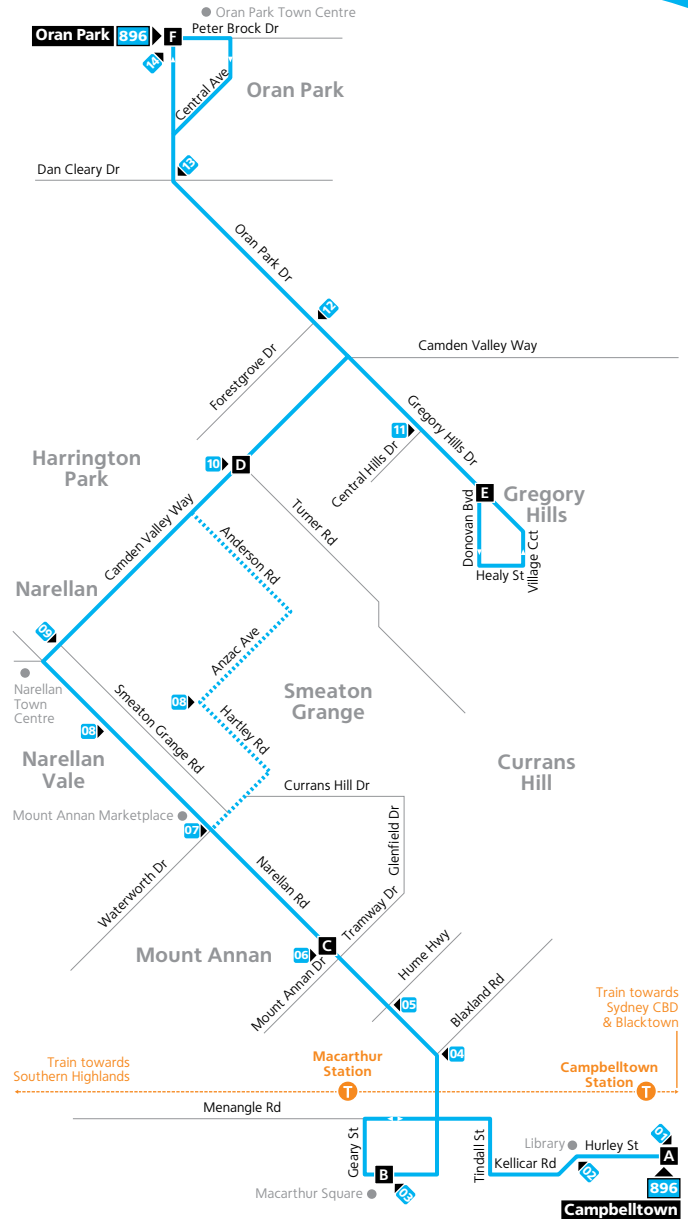 Oran Park Town Centre
Oran Park 896 F Peter Brock Dr
14
Central Ave
Oran Park
13
Dan Cleary Dr
Oran Park Dr
12
Forestgrove Dr
Camden Valley Way
Gregory Hills Dr
11
Central Hills Dr
Harrington
Park
10 D
E
Gregory
Hills
Donovan Bvd
Village Cct
Healy St
Camden Valley Way
Turner Rd
Anderson Rd
Narellan
09
Anzac Ave
Narellan
Town
Centre
Smeaton
Grange
08
Smeaton Grange Rd
Hartley Rd
08
Narellan
Vale
Currans
Hill
Currans Hill Dr
Mount Annan Marketplace
07
Glenfield Dr
Waterworth Dr
Narellan Rd
Tramway Dr
Mount Annan
06 C
Mount Annan Dr
Hume Hwy
05
Blaxland Rd
04
Train towards
Sydney CBD
& Blacktown
Train towards
Southern Highlands
Macarthur
Station
T
Campbelltown
Station
T
Menangle Rd
Geary St
Tindall St
Library
Hurley St
01
A
Kellicar Rd
02
B
03
Macarthur Square
896
Campbelltown